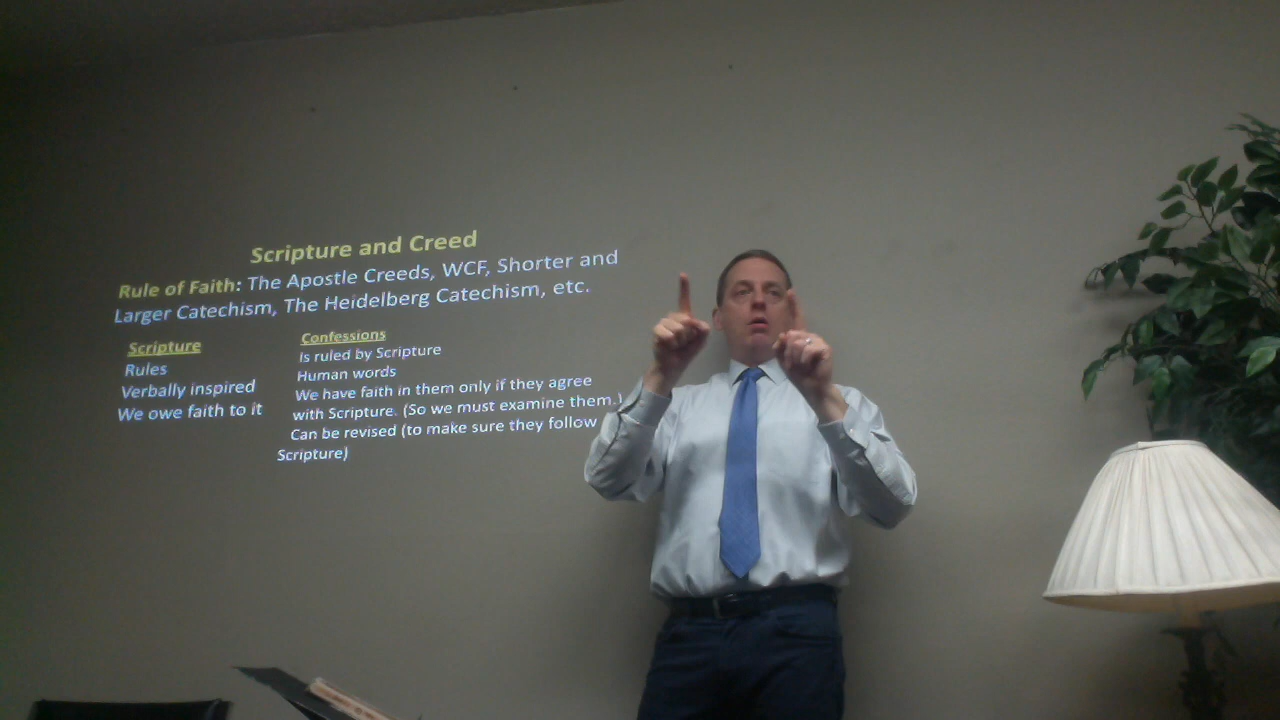 Scripture and Creed
Rule of Faith: The Apostle Creeds, WCF, Shorter and
Larger Catechism, The Heidelberg Catechism, etc.
Scripture
Rules
Verbally inspired
We owe faith to it
Confessions
Is ruled by Scripture
Human words
We have faith in them only if they agree
with Scripture. (So we must examine them.)
Can be revised (to make sure they follow
Scripture)